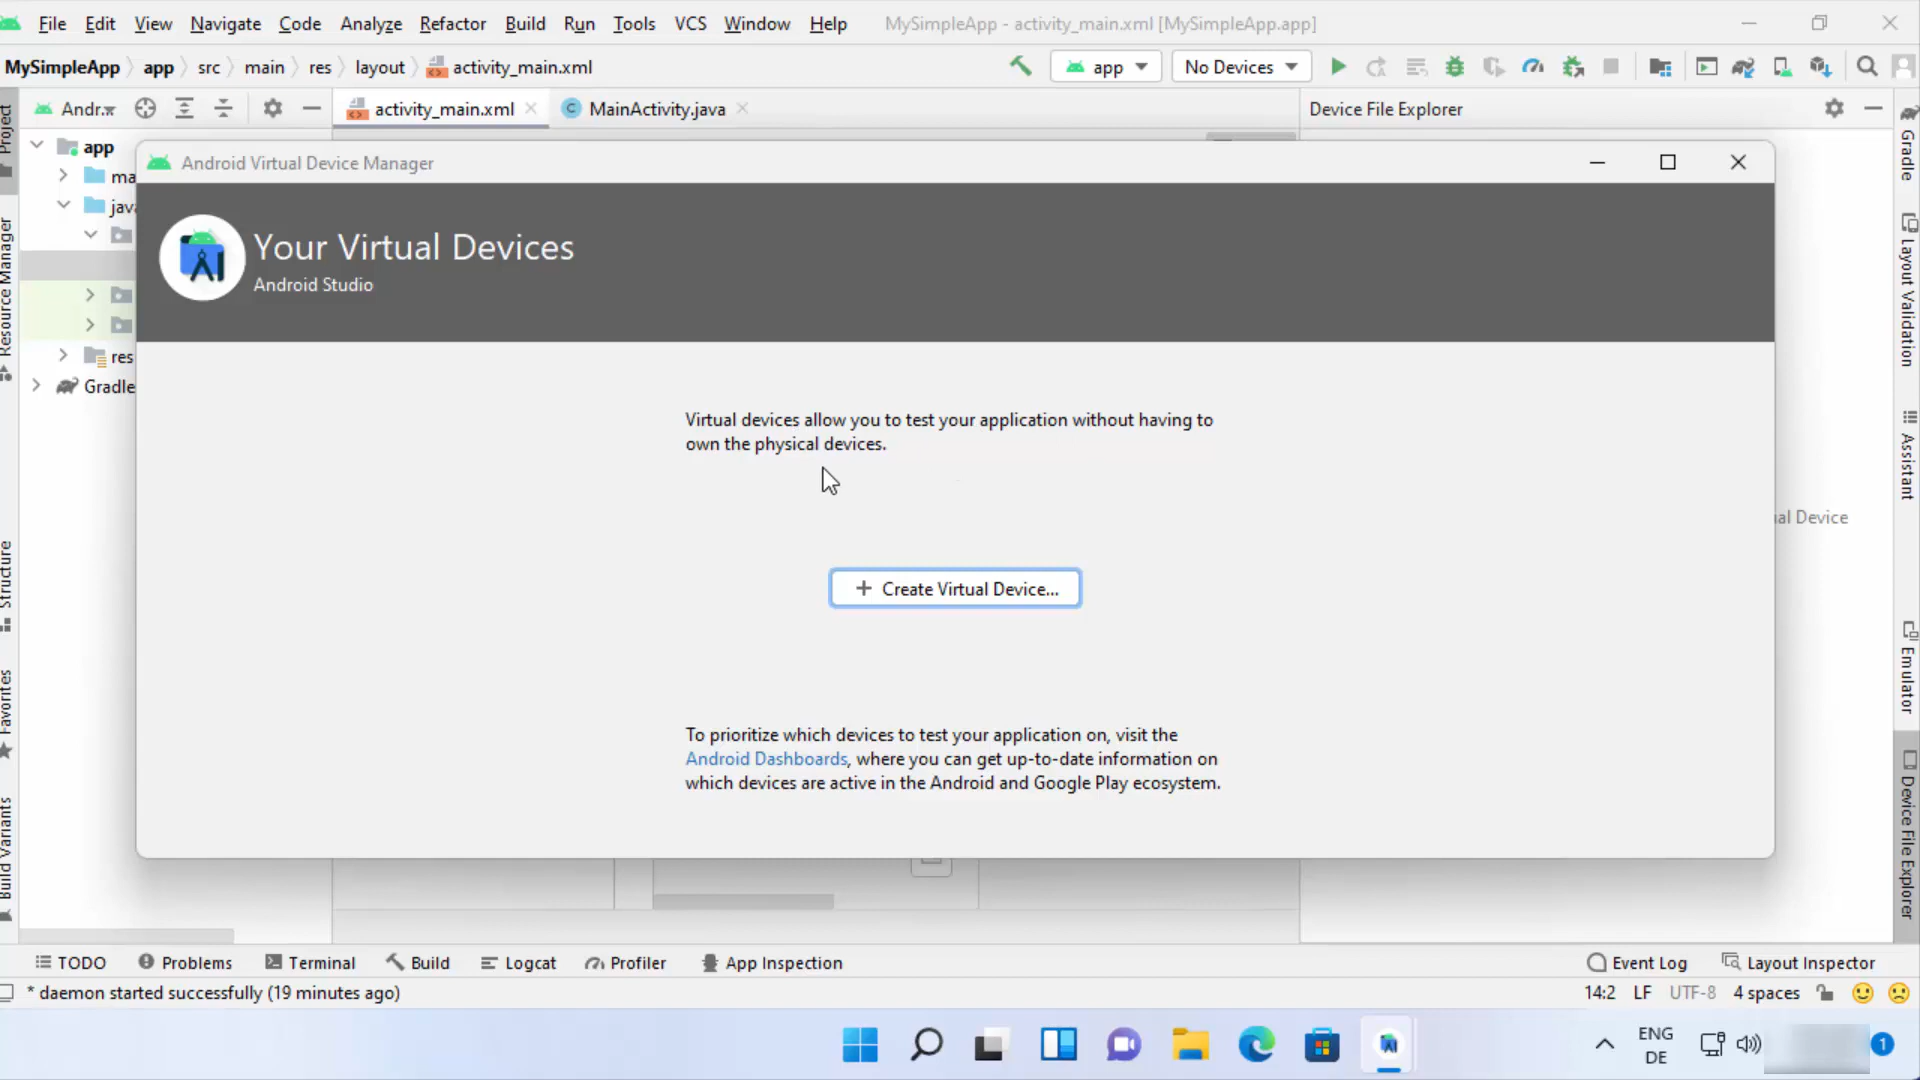 File Edit View Navigate Code Analyze Refactor Build Run Tools VCS Window Help MySimpleApp - activity_main.xml [MySimpleApp.app]
MySimpleApp app src main res layout activity_main.xml app No Devices
Andr... activity_main.xml MainActivity.java Device File Explorer
Project
Resource Manager
Structure
Favorites
Build Variants
app
ma
java
res
Gradle
Android Virtual Device Manager
Your Virtual Devices
Android Studio
Virtual devices allow you to test your application without having to
own the physical devices.
Create Virtual Device...
To prioritize which devices to test your application on, visit the
Android Dashboards, where you can get up-to-date information on
which devices are active in the Android and Google Play ecosystem.
Device
Gradle
Layout Validation
Assistant
Emulator
Device File Explorer
TODO Problems Terminal Build Logcat Profiler App Inspection Event Log Layout Inspector
* daemon started successfully (19 minutes ago) 14:2 LF UTF-8 4 spaces
ENG
DE
1